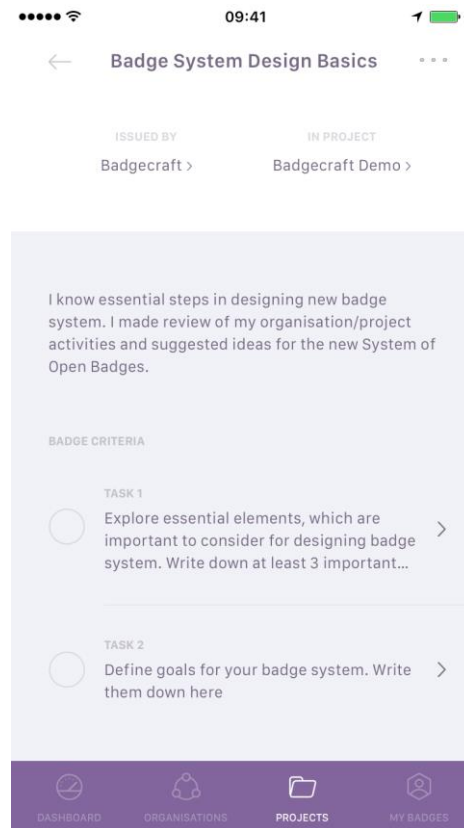 09:41
Badge System Design Basics
ISSUED BY
IN PROJECT
Badgecraft >
Badgecraft Demo >
I know essential steps in designing new badge
system. I made review of my organisation/project
activities and suggested ideas for the new System of
Open Badges.
BADGE CRITERIA
TASK 1
Explore essential elements, which are
important to consider for designing badge
system. Write down at least 3 important...
TASK 2
Define goals for your badge system. Write
them down here
DASHBOARD
ORGANISATIONS
PROJECTS
MY BADGES